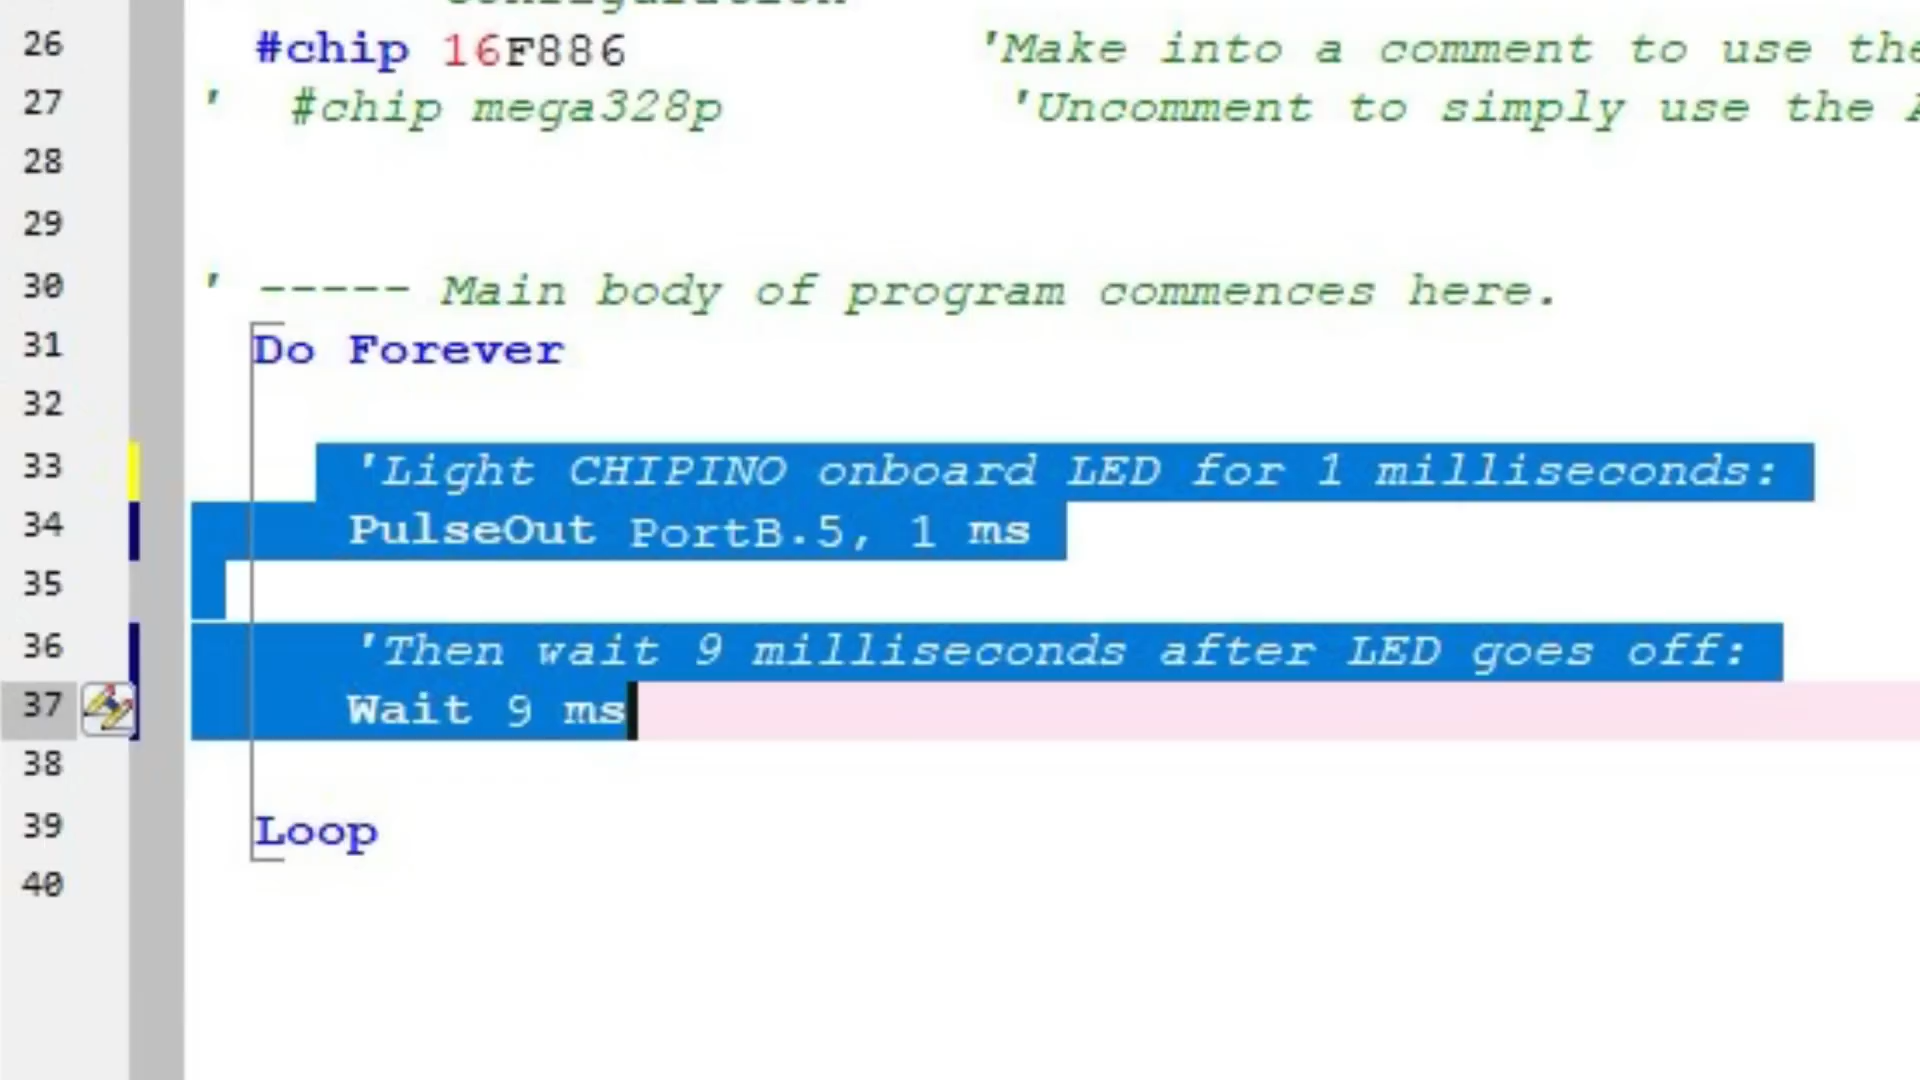 26 #chip 16F886 'Make into a comment to use the
27 ' #chip mega328p 'Uncomment to simply use the A
28
29
30 ' ----- Main body of program commences here.
31 Do Forever
32
33 'Light CHIPINO onboard LED for 1 milliseconds:
34 PulseOut PortB.5, 1 ms
35
36 'Then wait 9 milliseconds after LED goes off:
37 Wait 9 ms
38
39 Loop
40